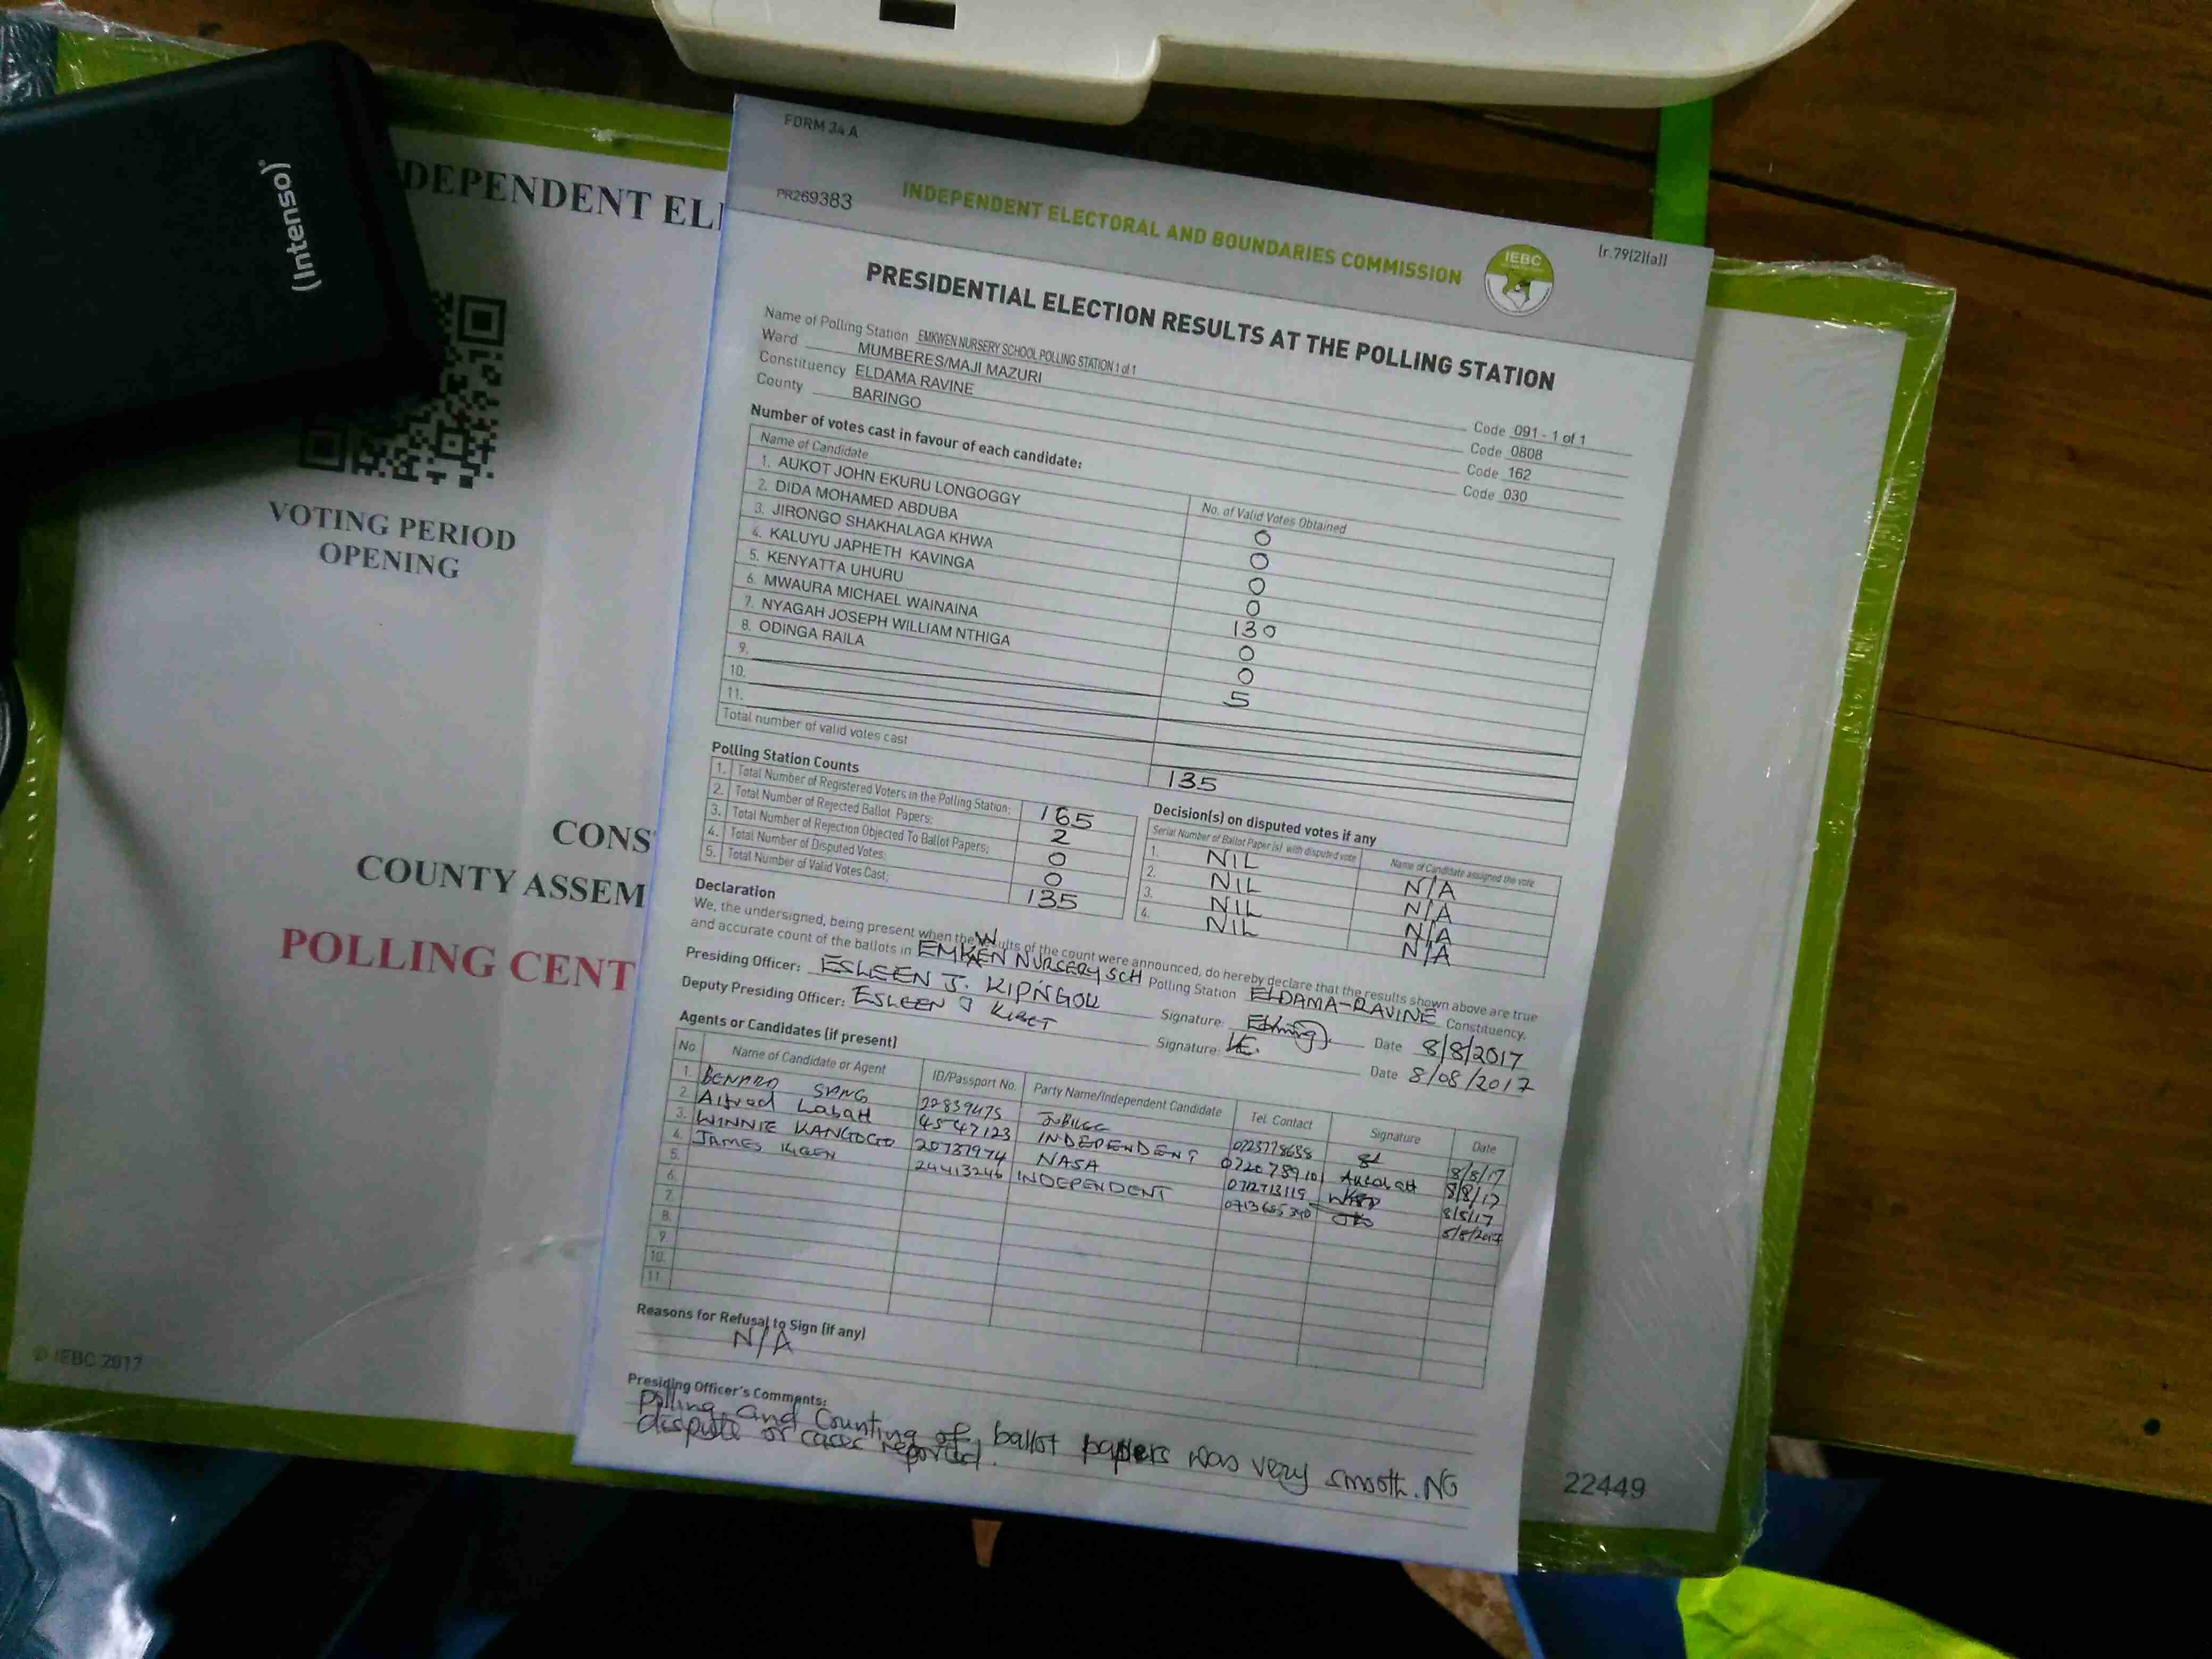 (Intenso)
DEPENDENT ELE
VOTING PERIOD
OPENING
CONS
COUNTY ASSEM
POLLING CENT
© IEBC 2017
22449
FORM 34 A
PR269383
INDEPENDENT ELECTORAL AND BOUNDARIES COMMISSION
IEBC
(r.79(2)(a))
PRESIDENTIAL ELECTION RESULTS AT THE POLLING STATION
Name of Polling Station EMKWEN NURSERY SCHOOL POLLING STATION 1 of 1 Code 091 - 1 of 1
Ward MUMBERES/MAJI MAZURI Code 0808
Constituency ELDAMA RAVINE Code 162
County BARINGO Code 030
Number of votes cast in favour of each candidate:
Name of Candidate No. of Valid Votes Obtained
1. AUKOT JOHN EKURU LONGOGGY 0
2. DIDA MOHAMED ABDUBA 0
3. JIRONGO SHAKHALAGA KHWA 0
4. KALUYU JAPHETH KAVINGA 0
5. KENYATTA UHURU 130
6. MWAURA MICHAEL WAINAINA 0
7. NYAGAH JOSEPH WILLIAM NTHIGA 0
8. ODINGA RAILA 5
9.
10.
11.
Total number of valid votes cast 135
Polling Station Counts
1. Total Number of Registered Voters in the Polling Station; 165
2. Total Number of Rejected Ballot Papers; 2
3. Total Number of Rejection Objected To Ballot Papers; 0
4. Total Number of Disputed Votes; 0
5. Total Number of Valid Votes Cast; 135
Decision(s) on disputed votes if any
Serial Number of Ballot Paper(s) with disputed vote Name of Candidate assigned the vote
1. NIL N/A
2. NIL N/A
3. NIL N/A
4. NIL N/A
Declaration
We, the undersigned, being present when the results of the count were announced, do hereby declare that the results shown above are true
and accurate count of the ballots in EMKWEN NURSERY SCH Polling Station ELDAMA-RAVINE Constituency.
Presiding Officer: ESLEEN J. KIPNGOK Signature: Date 8/8/2017
Deputy Presiding Officer: ESLEEN J KIBET Signature: Date 8/08/2017
Agents or Candidates (if present)
No. Name of Candidate or Agent ID/Passport No. Party Name/Independent Candidate Tel. Contact Signature Date
1. BENARD SANG 22839475 JUBILEE 0723778688 8/8/17
2. Alfred Labatt 4547123 INDEPENDENT 0720789101 8/8/17
3. WINNIE KANGOGO 20737974 NASA 0712713119 8/8/17
4. JAMES KIGEN 24413246 INDEPENDENT 0713685340 8/8/2017
5.
6.
7.
8.
9.
10.
11.
Reasons for Refusal to Sign (if any)
N/A
Presiding Officer's Comments:
Polling and Counting of ballot papers was very smooth. NO
dispute or cases reported.